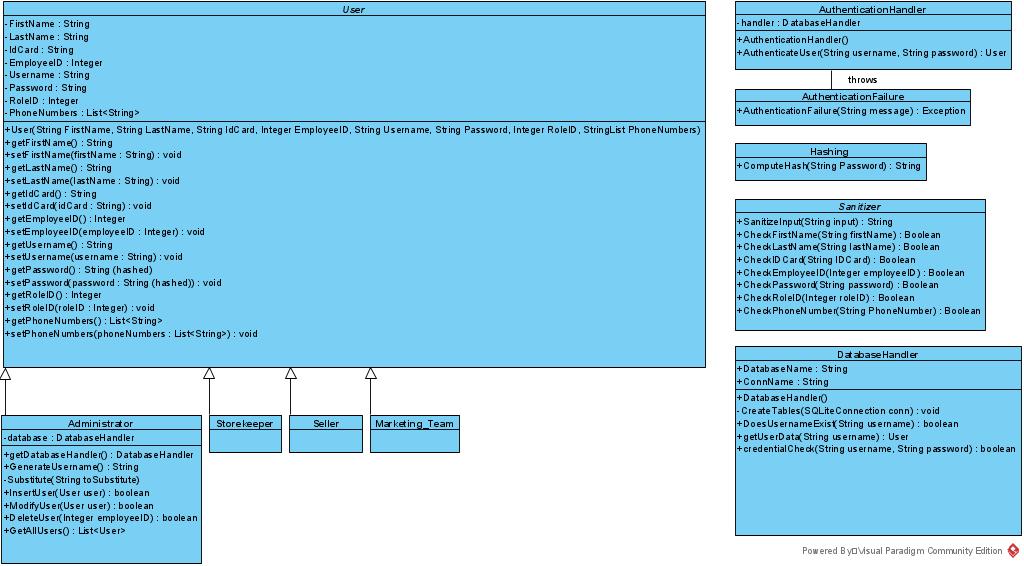 User
- FirstName : String
- LastName : String
- IdCard : String
- EmployeeID : Integer
- Username : String
- Password : String
- RoleID : Integer
- PhoneNumbers : List<String>
+User(String FirstName, String LastName, String IdCard, Integer EmployeeID, String Username, String Password, Integer RoleID, StringList PhoneNumbers)
+getFirstName() : String
+setFirstName(firstName : String) : void
+getLastName() : String
+setLastName(lastName : String) : void
+getIdCard() : String
+setIdCard(idCard : String) : void
+getEmployeeID() : Integer
+setEmployeeID(employeeID : Integer) : void
+getUsername() : String
+setUsername(username : String) : void
+getPassword() : String (hashed)
+setPassword(password : String (hashed)) : void
+getRoleID() : Integer
+setRoleID(roleID : Integer) : void
+getPhoneNumbers() : List<String>
+setPhoneNumbers(phoneNumbers : List<String>) : void
Administrator
-database : DatabaseHandler
+getDatabaseHandler() : DatabaseHandler
+GenerateUsername() : String
-Substitute(String toSubstitute)
+InsertUser(User user) : boolean
+ModifyUser(User user) : boolean
+DeleteUser(Integer employeeID) : boolean
+GetAllUsers() : List<User>
Storekeeper
Seller
Marketing_Team
AuthenticationHandler
-handler : DatabaseHandler
+AuthenticationHandler()
+AuthenticateUser(String username, String password) : User
throws
AuthenticationFailure
+AuthenticationFailure(String message) : Exception
Hashing
+ComputeHash(String Password) : String
Sanitizer
+SanitizeInput(String input) : String
+CheckFirstName(String firstName) : Boolean
+CheckLastName(String lastName) : Boolean
+CheckIDCard(String IDCard) : Boolean
+CheckEmployeeID(Integer employeeID) : Boolean
+CheckPassword(String password) : Boolean
+CheckRoleID(Integer roleID) : Boolean
+CheckPhoneNumber(String PhoneNumber) : Boolean
DatabaseHandler
+DatabaseName : String
+ConnName : String
+DatabaseHandler()
-CreateTables(SQLiteConnection conn) : void
+DoesUsernameExist(String username) : boolean
+getUserData(String username) : User
+credentialCheck(String username, String password) : boolean
Powered By□Visual Paradigm Community Edition